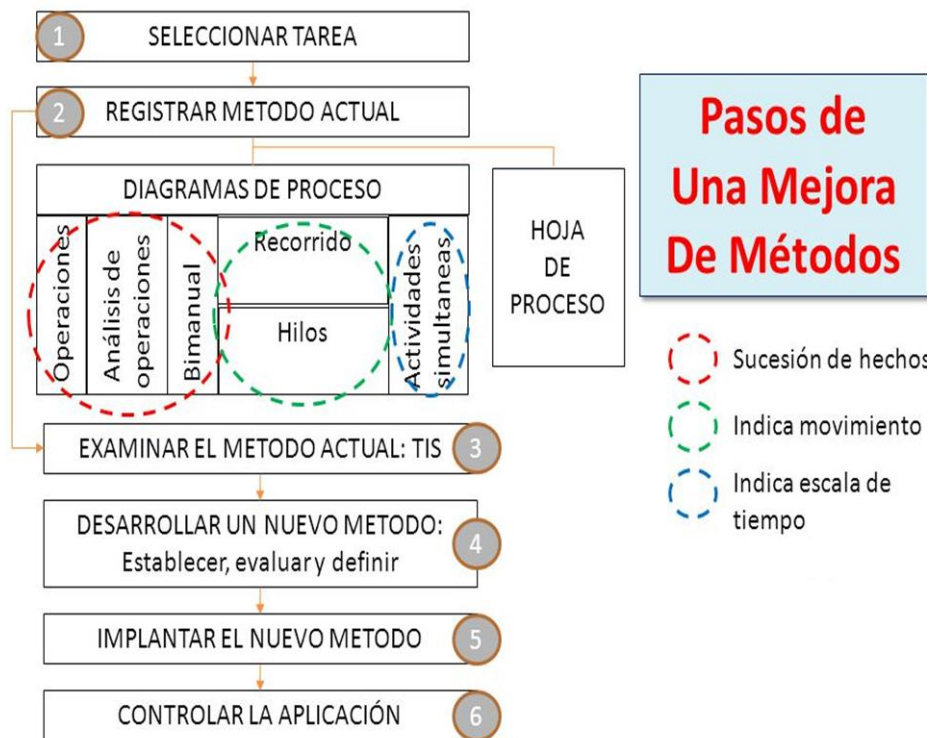 1
SELECCIONAR TAREA
2
REGISTRAR METODO ACTUAL
DIAGRAMAS DE PROCESO
Operaciones
Análisis de
operaciones
Bimanual
Recorrido
Hilos
Actividades
simultaneas
HOJA
DE
PROCESO
EXAMINAR EL METODO ACTUAL: TIS
3
DESARROLLAR UN NUEVO METODO:
Establecer, evaluar y definir
4
IMPLANTAR EL NUEVO METODO
5
CONTROLAR LA APLICACIÓN
6
Pasos de
Una Mejora
De Métodos
Sucesión de hechos
Indica movimiento
Indica escala de
tiempo